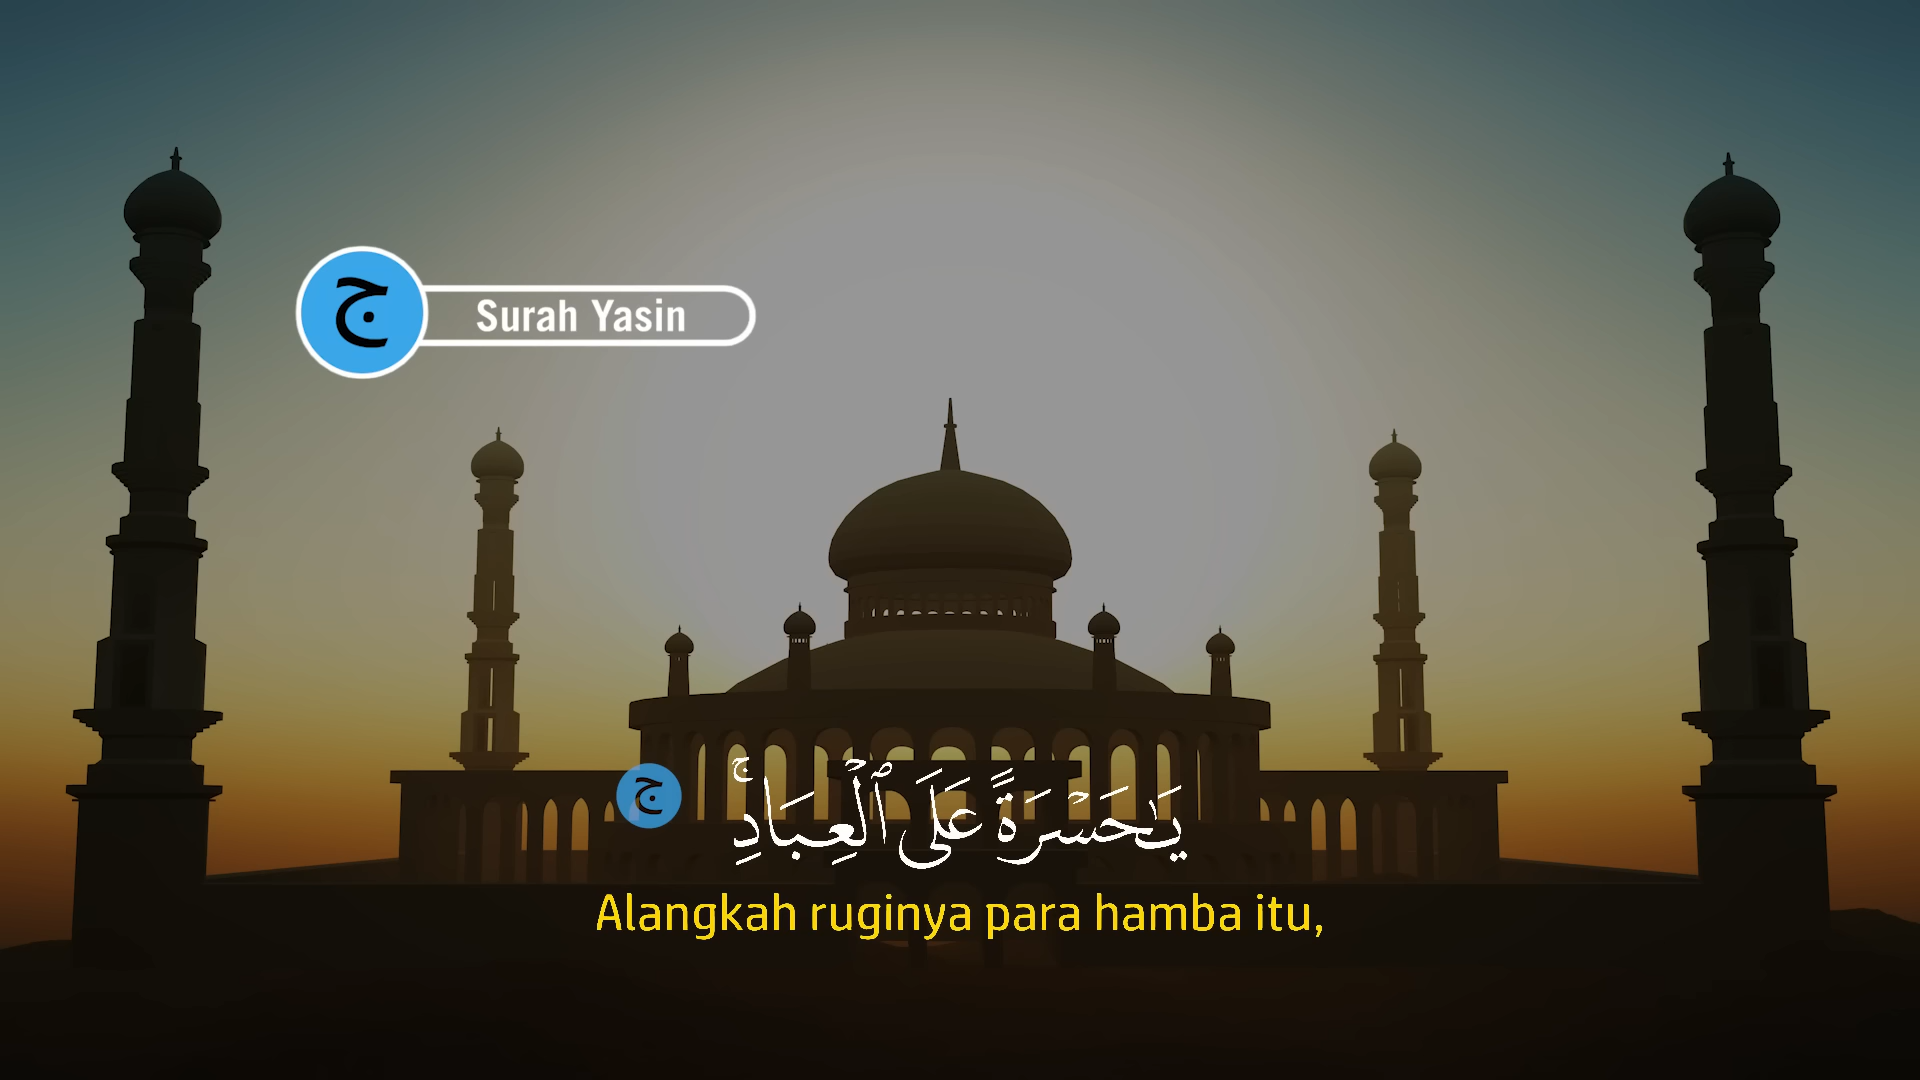 ج
Surah Yasin
يَـٰحَسْرَةً عَلَى ٱلْعِبَادِۚ ج
Alangkah ruginya para hamba itu,